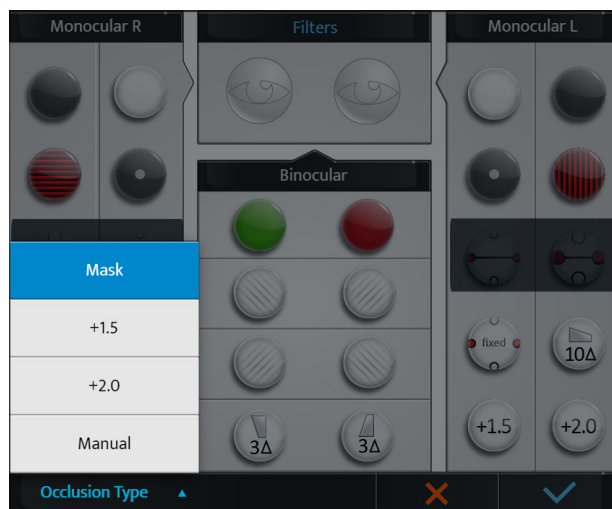 Monocular R
Filters
Monocular L
Binocular
Mask
+1.5
+2.0
Manual
fixed
10Δ
3Δ
3Δ
+1.5
+2.0
Occlusion Type